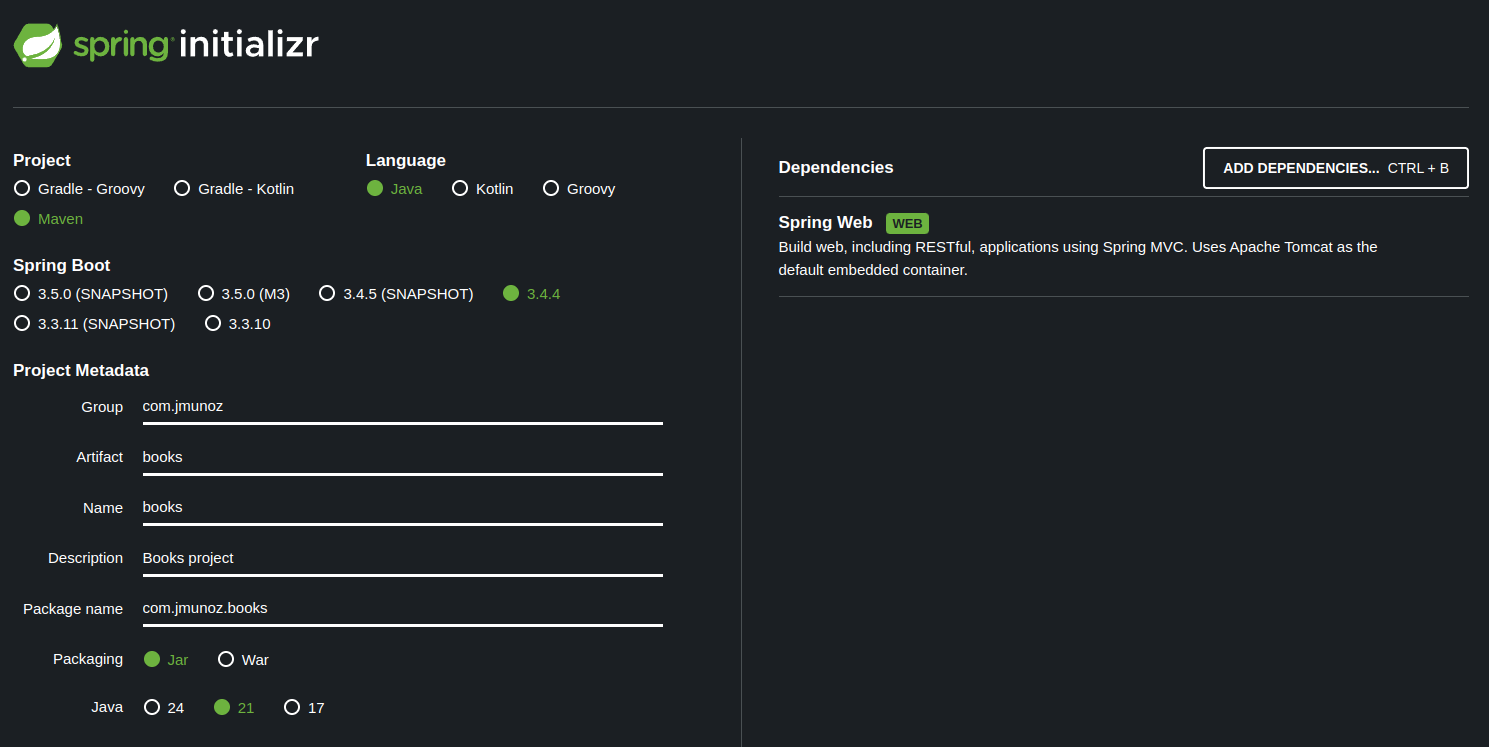 spring initializr
Project
Gradle - Groovy Gradle - Kotlin
Maven
Language
Java Kotlin Groovy
Spring Boot
3.5.0 (SNAPSHOT) 3.5.0 (M3) 3.4.5 (SNAPSHOT) 3.4.4
3.3.11 (SNAPSHOT) 3.3.10
Project Metadata
Group com.jmunoz
Artifact books
Name books
Description Books project
Package name com.jmunoz.books
Packaging Jar War
Java 24 21 17
Dependencies ADD DEPENDENCIES... CTRL + B
Spring Web WEB
Build web, including RESTful, applications using Spring MVC. Uses Apache Tomcat as the
default embedded container.